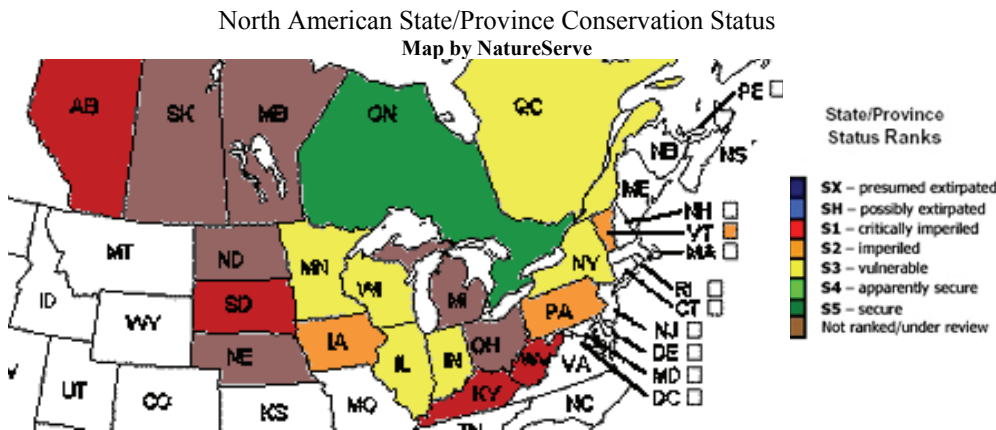 North American State/Province Conservation Status
Map by NatureServe
AB
SK
MB
ON
QC
PE
NB
NS
ME
NH
VT
MA
RI
CT
NJ
DE
MD
DC
MT
ND
MN
ID
WY
SD
WI
MI
NY
PA
IA
NE
IL
IN
OH
WV
VA
UT
CO
KS
MO
KY
NC
TN
State/Province
Status Ranks
SX – presumed extirpated
SH – possibly extirpated
S1 – critically imperiled
S2 – imperiled
S3 – vulnerable
S4 – apparently secure
S5 – secure
Not ranked/under review